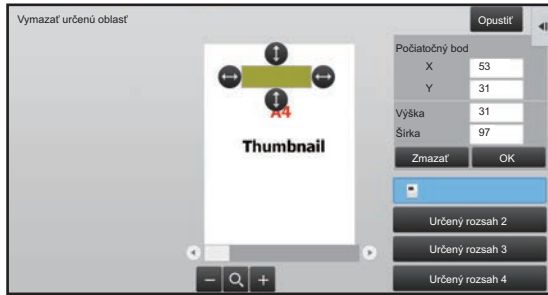 Vymazať určenú oblasť
Opustiť
Počiatočný bod
X 53
Y 31
Výška 31
Šírka 97
Zmazať OK
A4
Thumbnail
Určený rozsah 2
Určený rozsah 3
Určený rozsah 4